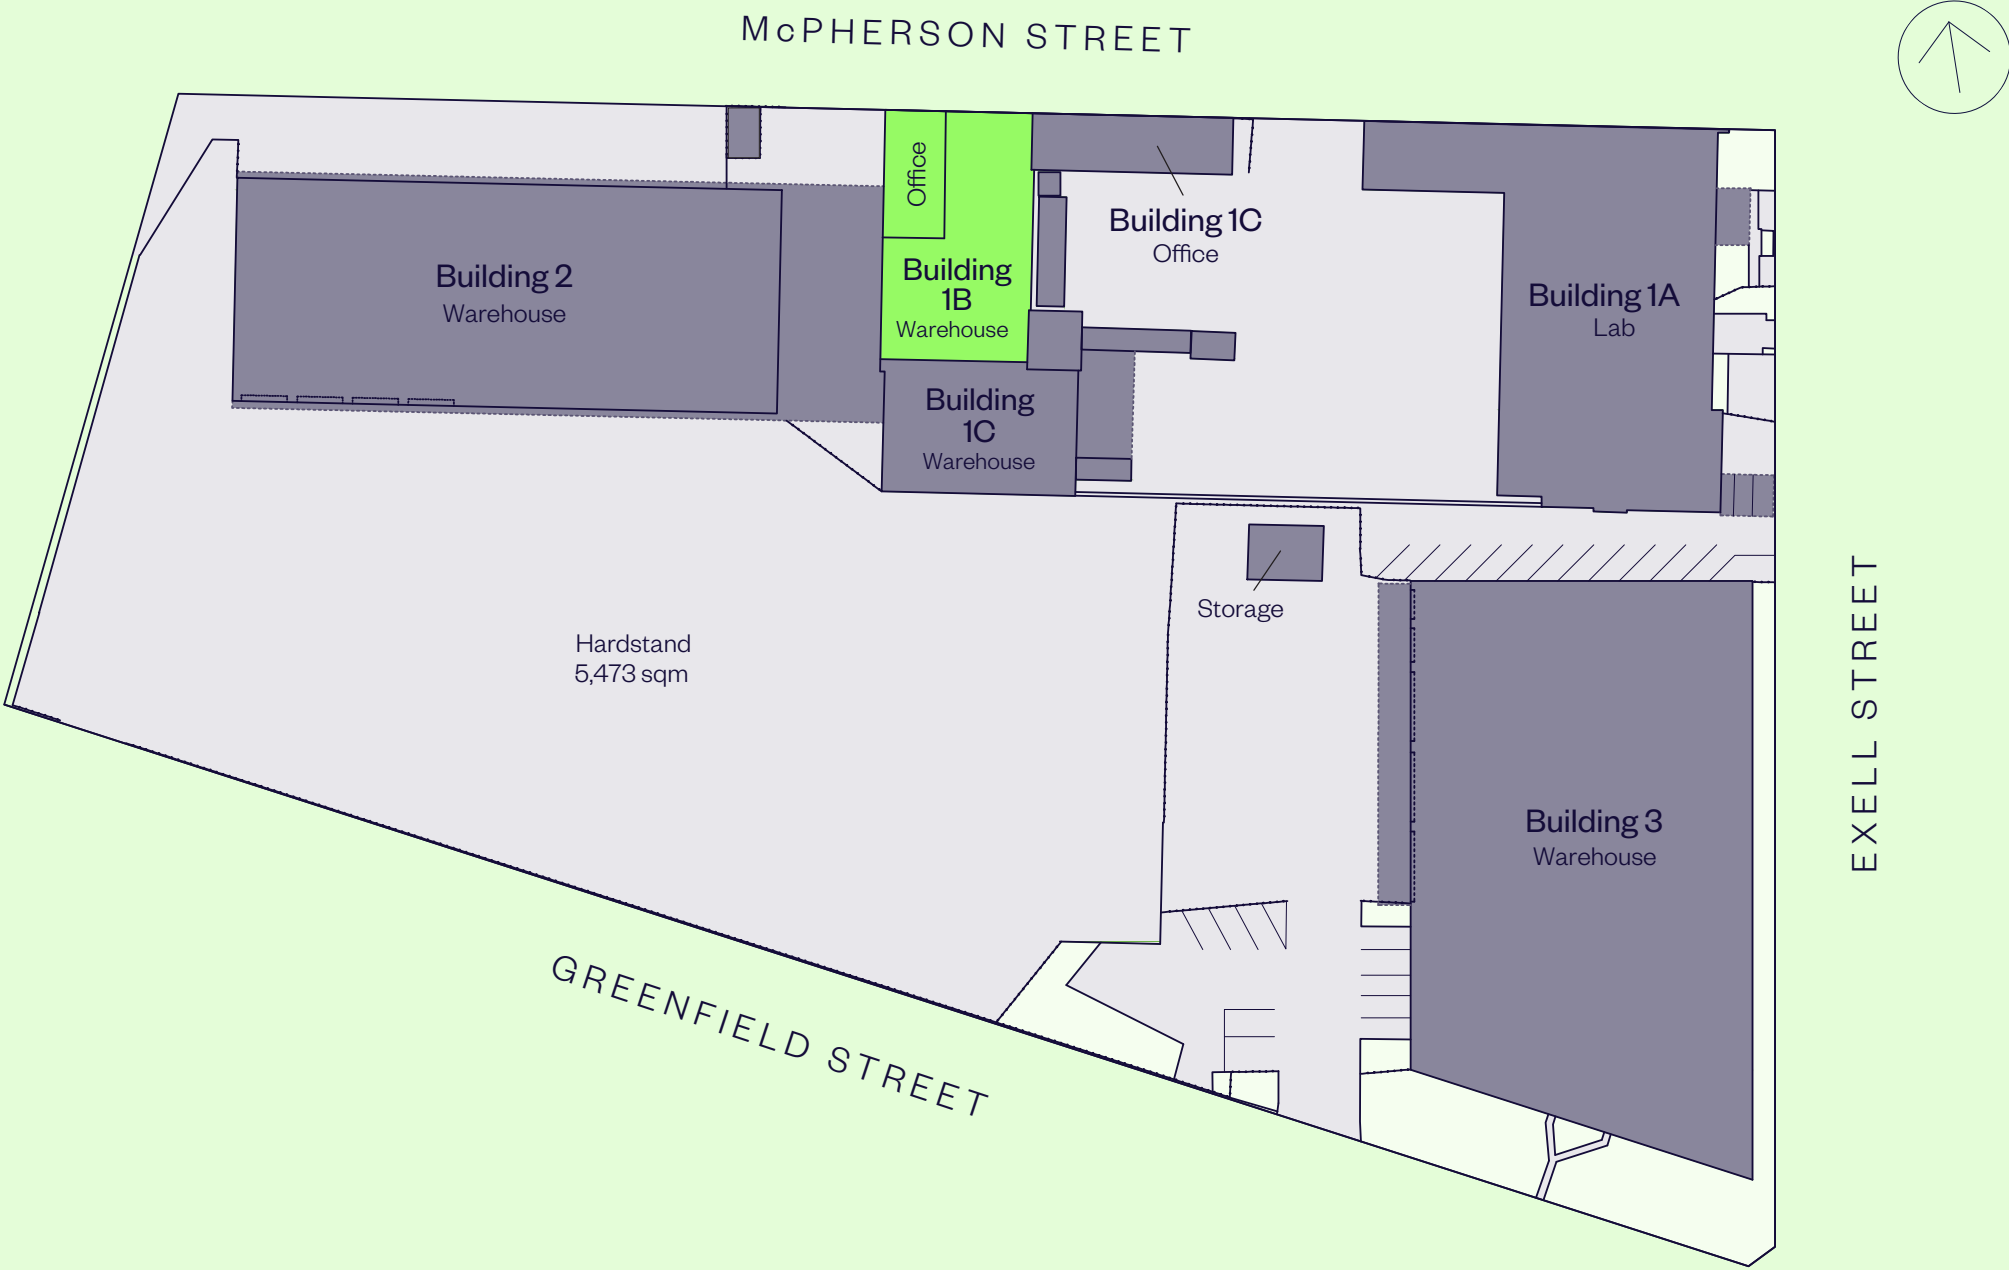 McPHERSON STREET
Office
Building 1C
Office
Building 2
Warehouse
Building
1B
Warehouse
Building 1A
Lab
Building
1C
Warehouse
Storage
Hardstand
5,473 sqm
EXELL STREET
Building 3
Warehouse
GREENFIELD STREET